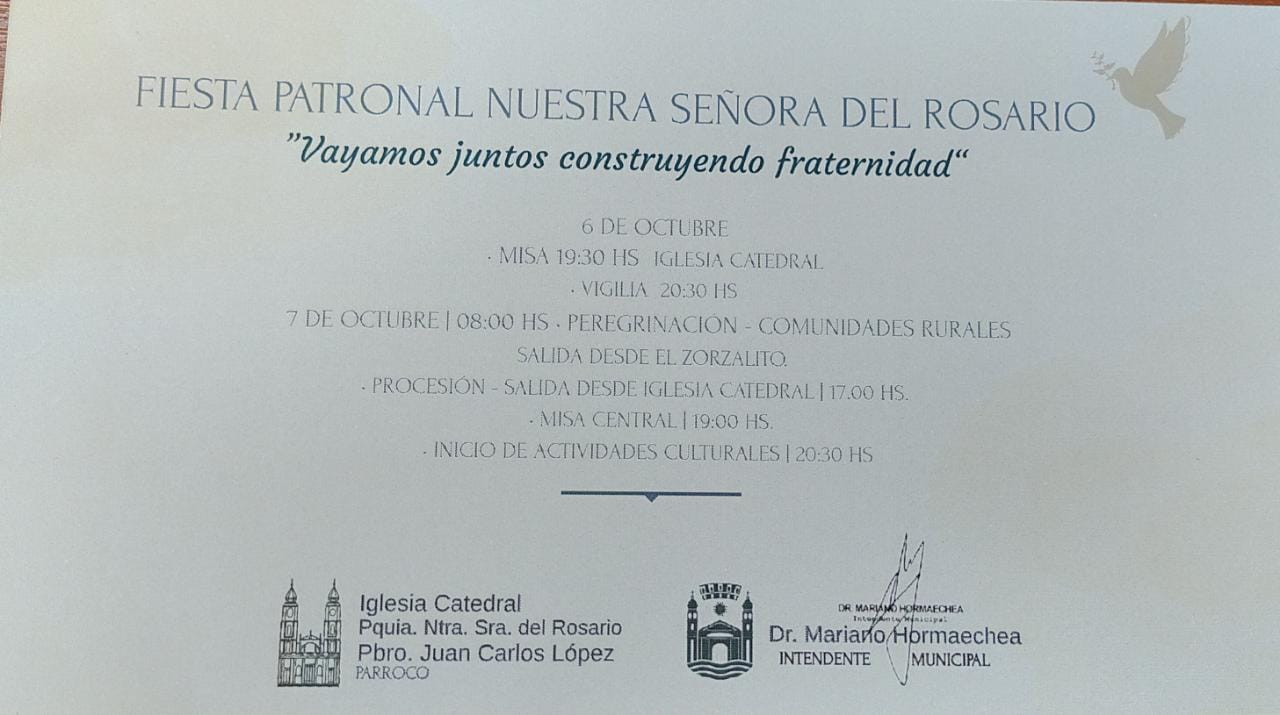 FIESTA PATRONAL NUESTRA SEÑORA DEL ROSARIO
"Vayamos juntos construyendo fraternidad“
6 DE OCTUBRE
· MISA 19:30 HS IGLESIA CATEDRAL
· VIGILIA 20:30 HS
7 DE OCTUBRE | 08:00 HS · PEREGRINACIÓN - COMUNIDADES RURALES
SALIDA DESDE EL ZORZALITO.
· PROCESIÓN - SALIDA DESDE IGLESIA CATEDRAL | 17.00 HS.
· MISA CENTRAL | 19:00 HS.
· INICIO DE ACTIVIDADES CULTURALES | 20:30 HS
Iglesia Catedral
Pquia. Ntra. Sra. del Rosario
Pbro. Juan Carlos López
PARROCO
DR. MARIANO HORMAECHEA
Intendente Municipal
Dr. Mariano Hormaechea
INTENDENTE MUNICIPAL